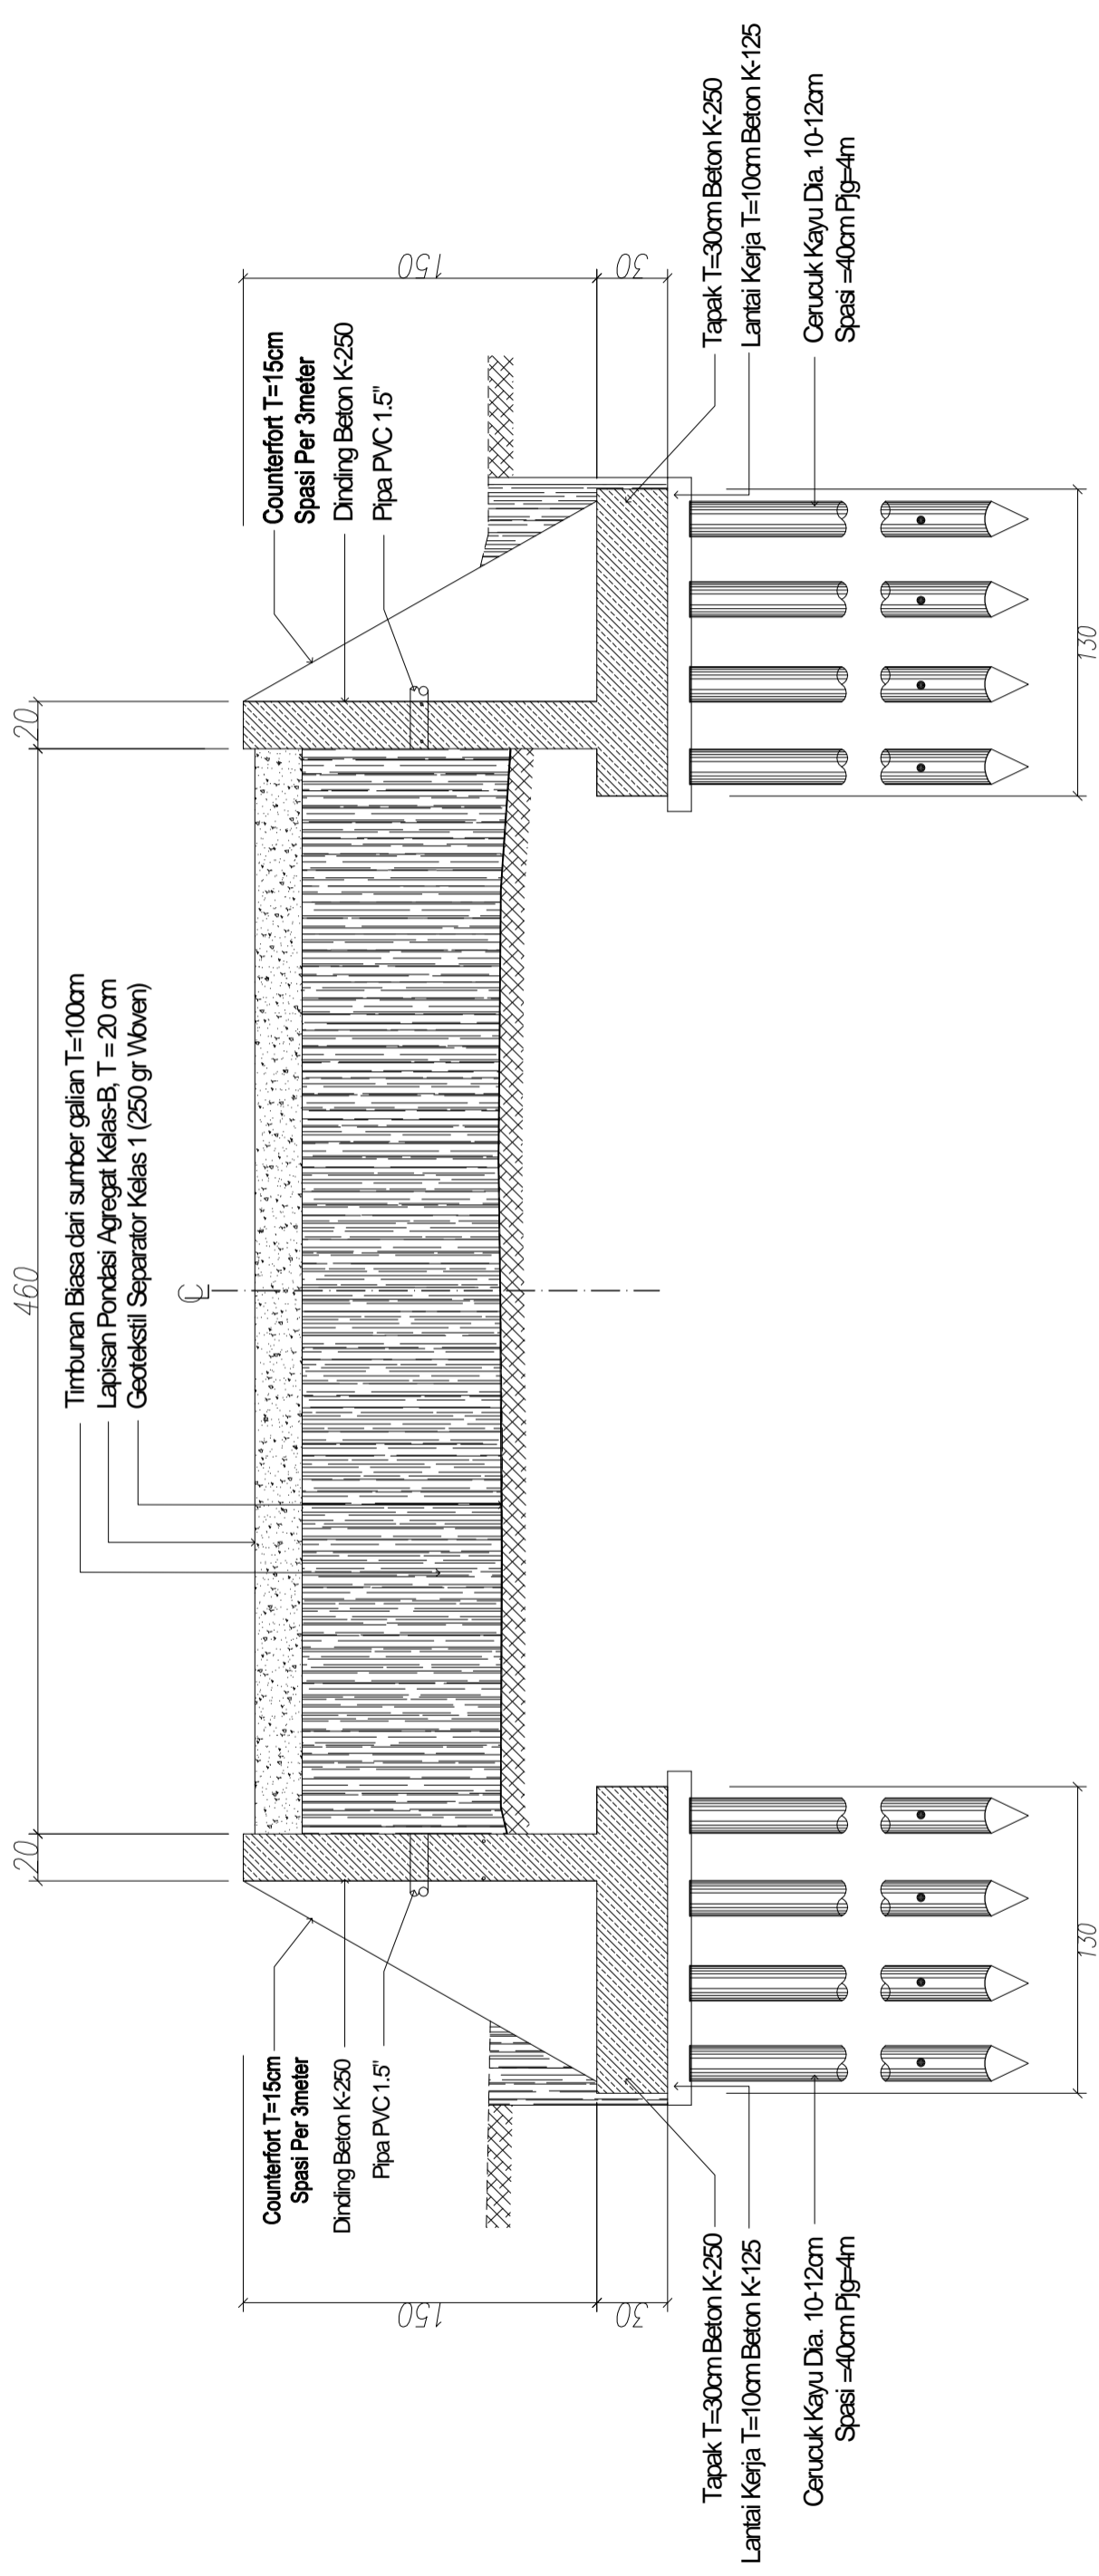 20
460
20
Timbunan Biasa dari sumber galian T=100cm
Lapisan Pondasi Agregat Kelas-B, T = 20 cm
Geotekstil Separator Kelas 1 (250 gr Woven)
CL
Counterfort T=15cm
Spasi Per 3meter
Dinding Beton K-250
Pipa PVC 1.5"
150
30
Tapak T=30cm Beton K-250
Lantai Kerja T=10cm Beton K-125
Cerucuk Kayu Dia. 10-12cm
Spasi =40cm Pjg=4m
130
Counterfort T=15cm
Spasi Per 3meter
Dinding Beton K-250
Pipa PVC 1.5"
150
30
Tapak T=30cm Beton K-250
Lantai Kerja T=10cm Beton K-125
Cerucuk Kayu Dia. 10-12cm
Spasi =40cm Pjg=4m
130